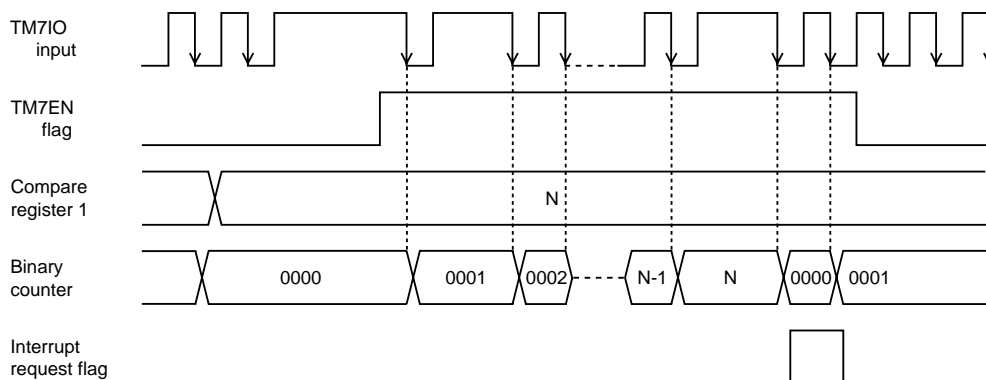 TM7IO
input
TM7EN
flag
Compare
register 1
N
Binary
counter
0000
0001
0002
N-1
N
0000
0001
Interrupt
request flag